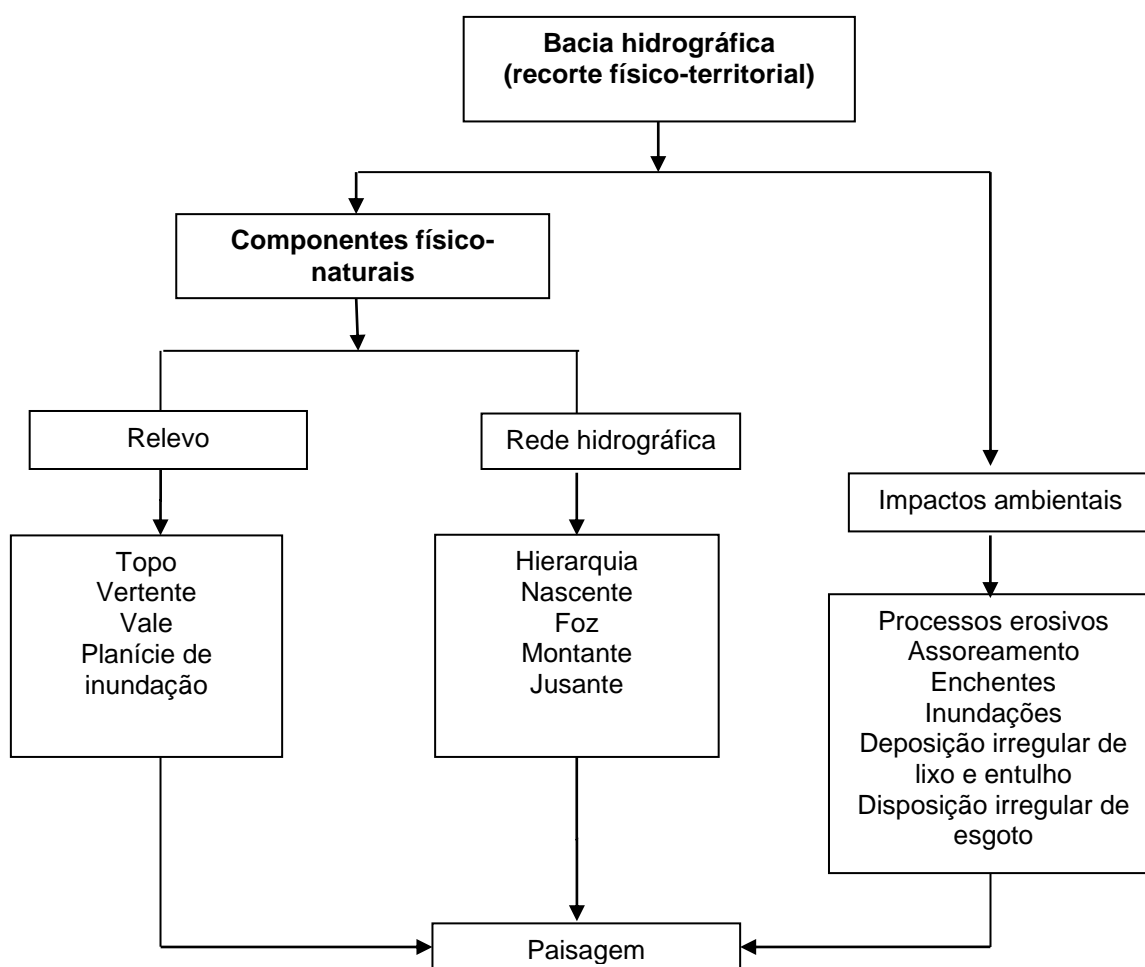 Bacia hidrográfica
(recorte físico-territorial)
Componentes físico-
naturais
Relevo
Rede hidrográfica
Impactos ambientais
Topo
Vertente
Vale
Planície de
inundação
Hierarquia
Nascente
Foz
Montante
Jusante
Processos erosivos
Assoreamento
Enchentes
Inundações
Deposição irregular de
lixo e entulho
Disposição irregular de
esgoto
Paisagem